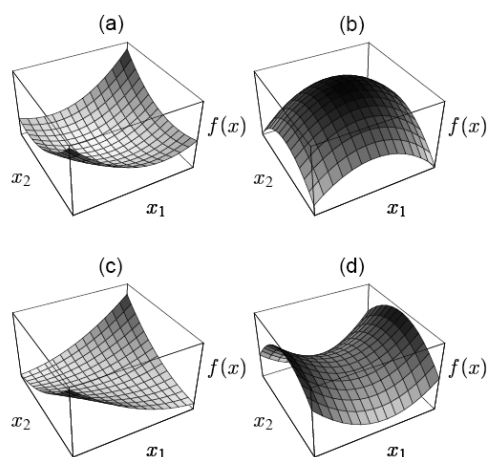 (a) (b)
f(x) f(x)
x₂ x₂
x₁ x₁
(c) (d)
f(x) f(x)
x₂ x₂
x₁ x₁